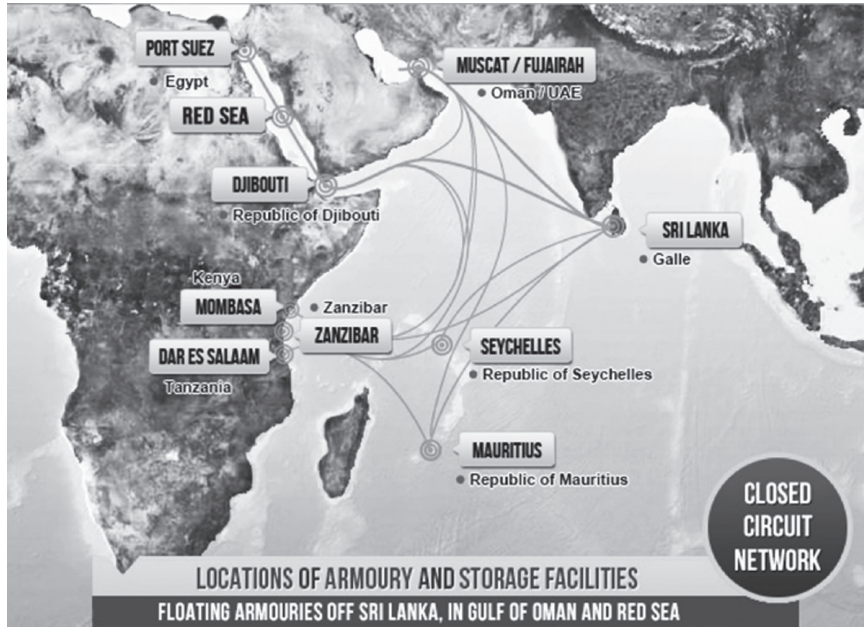 PORT SUEZ
Egypt
RED SEA
DJIBOUTI
Republic of Djibouti
MUSCAT / FUJAIRAH
Oman / UAE
SRI LANKA
Galle
Kenya
MOMBASA
Zanzibar
ZANZIBAR
DAR ES SALAAM
Tanzania
SEYCHELLES
Republic of Seychelles
MAURITIUS
Republic of Mauritius
CLOSED
CIRCUIT
NETWORK
LOCATIONS OF ARMOURY AND STORAGE FACILITIES
FLOATING ARMOURIES OFF SRI LANKA, IN GULF OF OMAN AND RED SEA